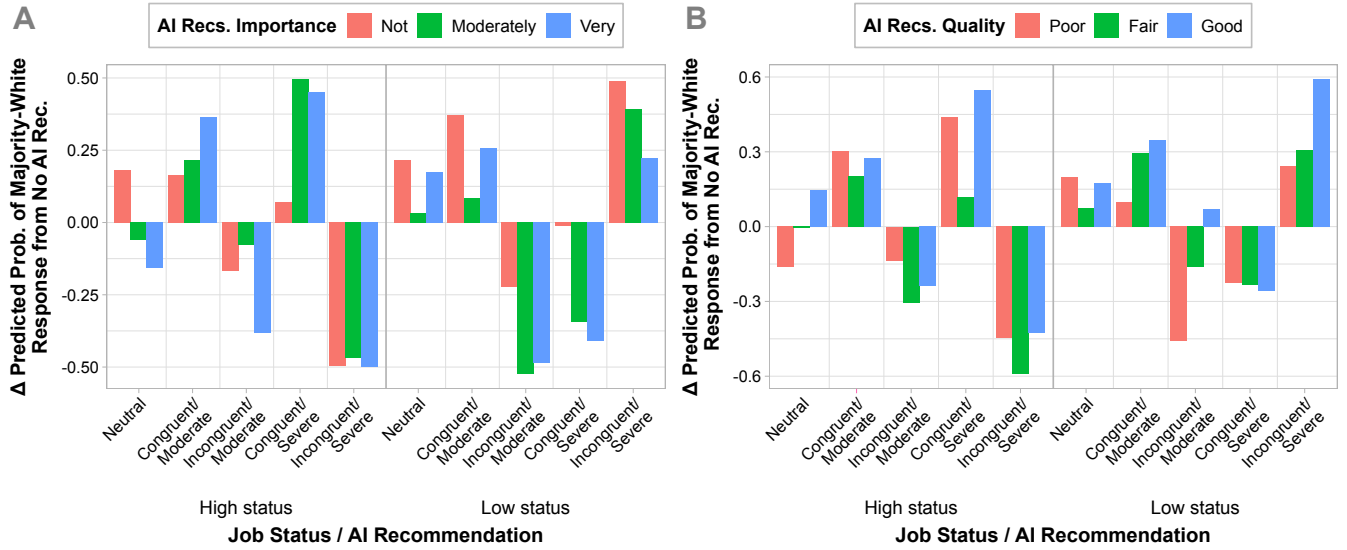 A
AI Recs. Importance Not Moderately Very
Δ Predicted Prob. of Majority-White
Response from No AI Rec.
0.50
0.25
0.00
-0.25
-0.50
Neutral
Congruent/
Moderate
Incongruent/
Moderate
Congruent/
Severe
Incongruent/
Severe
Neutral
Congruent/
Moderate
Incongruent/
Moderate
Congruent/
Severe
Incongruent/
Severe
High status
Low status
Job Status / AI Recommendation
B
AI Recs. Quality Poor Fair Good
Δ Predicted Prob. of Majority-White
Response from No AI Rec.
0.6
0.3
0.0
-0.3
-0.6
Neutral
Congruent/
Moderate
Incongruent/
Moderate
Congruent/
Severe
Incongruent/
Severe
Neutral
Congruent/
Moderate
Incongruent/
Moderate
Congruent/
Severe
Incongruent/
Severe
High status
Low status
Job Status / AI Recommendation